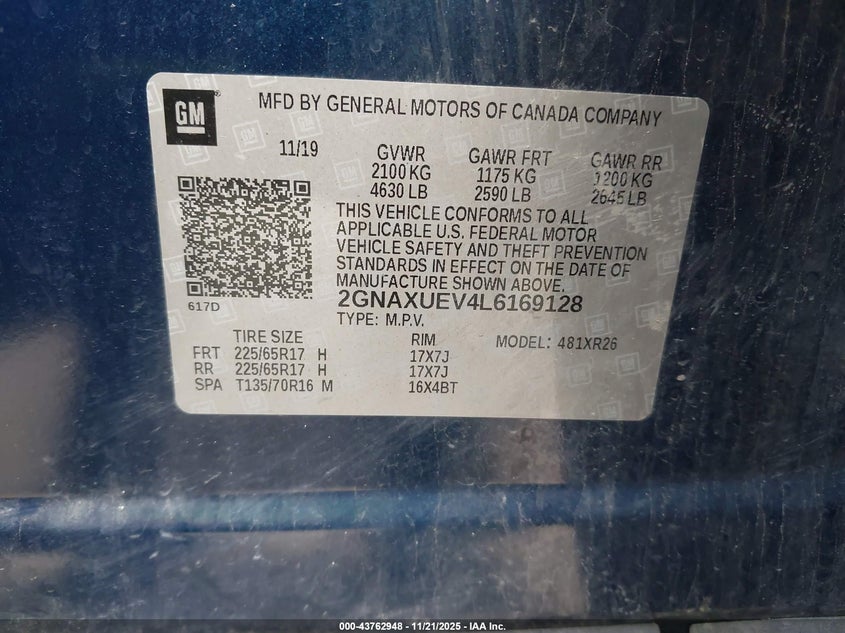 GM
MFD BY GENERAL MOTORS OF CANADA COMPANY
11/19 GVWR GAWR FRT GAWR RR
2100 KG 1175 KG 1200 KG
4630 LB 2590 LB 2645 LB
THIS VEHICLE CONFORMS TO ALL
APPLICABLE U.S. FEDERAL MOTOR
VEHICLE SAFETY AND THEFT PREVENTION
STANDARDS IN EFFECT ON THE DATE OF
MANUFACTURE SHOWN ABOVE.
617D 2GNAXUEV4L6169128
TYPE: M.P.V.
TIRE SIZE RIM MODEL: 481XR26
FRT 225/65R17 H 17X7J
RR 225/65R17 H 17X7J
SPA T135/70R16 M 16X4BT
000-43762948 - 11/21/2025 - IAA Inc.